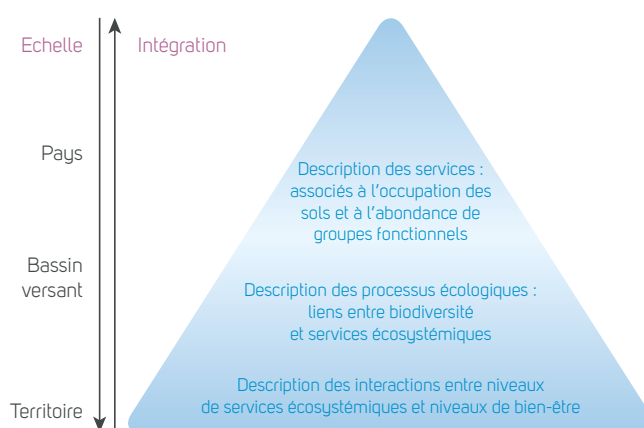 Echelle
Intégration
Pays
Description des services :
associés à l'occupation des
sols et à l'abondance de
groupes fonctionnels
Bassin
versant
Description des processus écologiques :
liens entre biodiversité
et services écosystémiques
Territoire
Description des interactions entre niveaux
de services écosystémiques et niveaux de bien-être